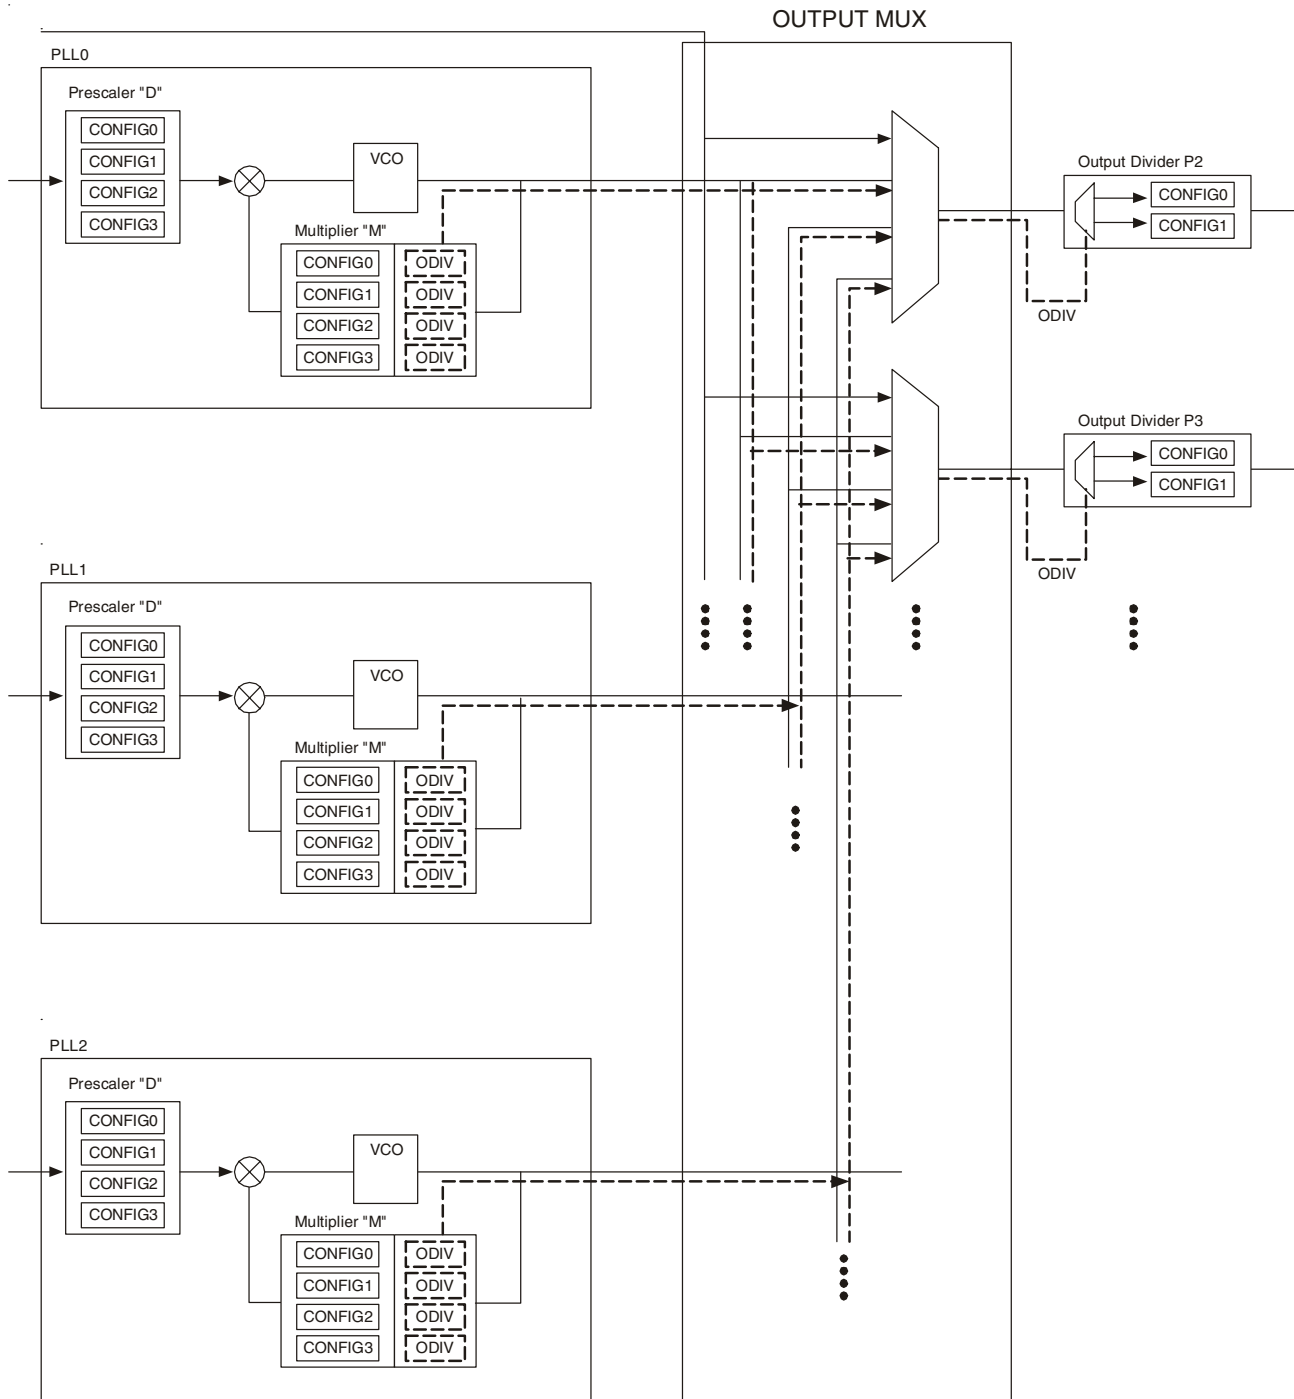 OUTPUT MUX
PLL0
Prescaler "D"
CONFIG0
CONFIG1
CONFIG2
CONFIG3
VCO
Multiplier "M"
CONFIG0 ODIV
CONFIG1 ODIV
CONFIG2 ODIV
CONFIG3 ODIV
Output Divider P2
CONFIG0
CONFIG1
ODIV
Output Divider P3
CONFIG0
CONFIG1
ODIV
PLL1
Prescaler "D"
CONFIG0
CONFIG1
CONFIG2
CONFIG3
VCO
Multiplier "M"
CONFIG0 ODIV
CONFIG1 ODIV
CONFIG2 ODIV
CONFIG3 ODIV
PLL2
Prescaler "D"
CONFIG0
CONFIG1
CONFIG2
CONFIG3
VCO
Multiplier "M"
CONFIG0 ODIV
CONFIG1 ODIV
CONFIG2 ODIV
CONFIG3 ODIV